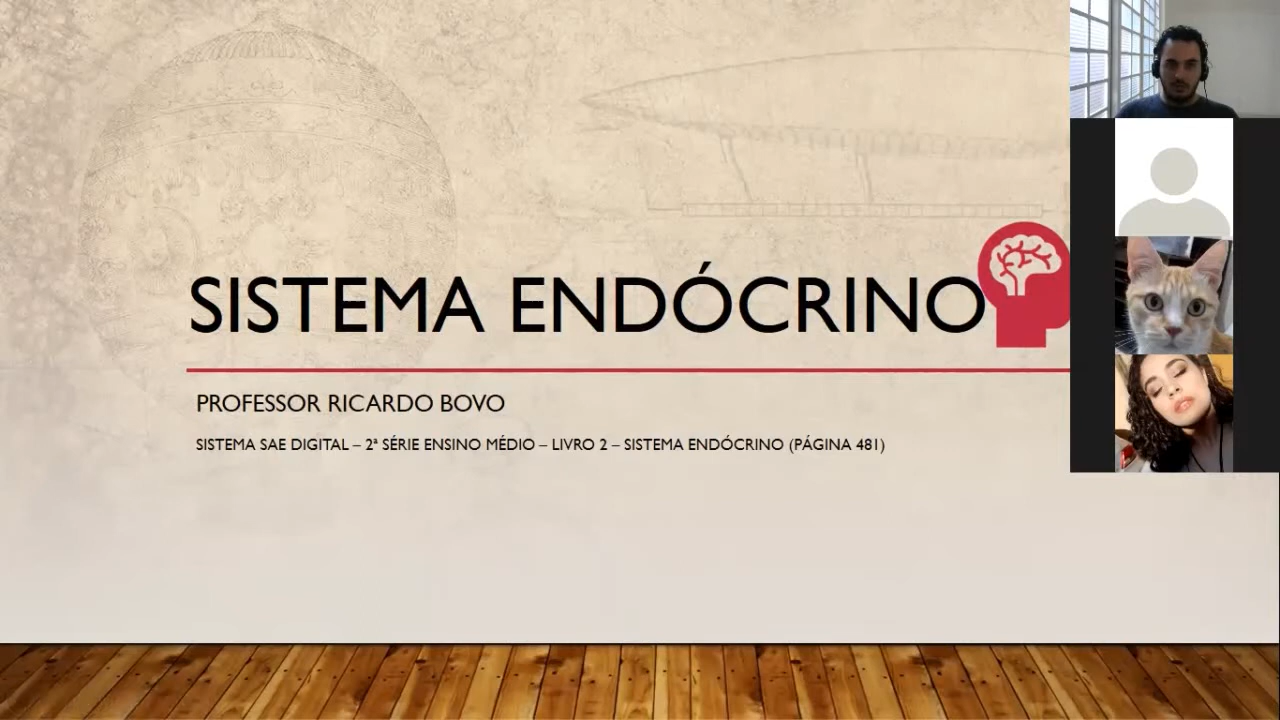 SISTEMA ENDÓCRINO
PROFESSOR RICARDO BOVO
SISTEMA SAE DIGITAL – 2ª SÉRIE ENSINO MÉDIO – LIVRO 2 – SISTEMA ENDÓCRINO (PÁGINA 481)